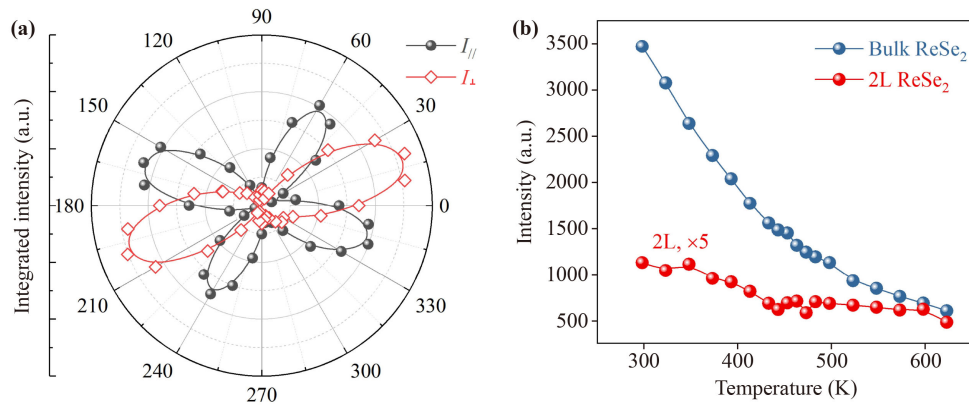 (a)
Integrated intensity (a.u.)
90
120
60
150
30
180
0
210
330
240
300
270
I//
I⊥
(b)
Intensity (a.u.)
3500
3000
2500
2000
1500
1000
500
Bulk ReSe₂
2L ReSe₂
2L, ×5
300 400 500 600
Temperature (K)